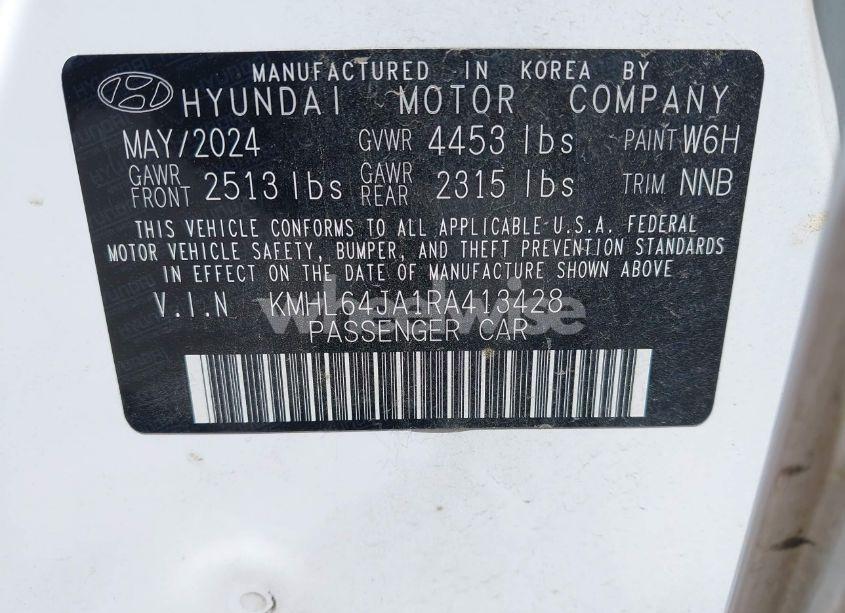 MANUFACTURED IN KOREA BY
HYUNDAI MOTOR COMPANY
MAY/2024 GVWR 4453 lbs PAINT W6H
GAWR FRONT 2513 lbs GAWR REAR 2315 lbs TRIM NNB
THIS VEHICLE CONFORMS TO ALL APPLICABLE U.S.A. FEDERAL
MOTOR VEHICLE SAFETY, BUMPER, AND THEFT PREVENTION STANDARDS
IN EFFECT ON THE DATE OF MANUFACTURE SHOWN ABOVE
V.I.N KMHL64JA1RA413428
wheelwise
PASSENGER CAR